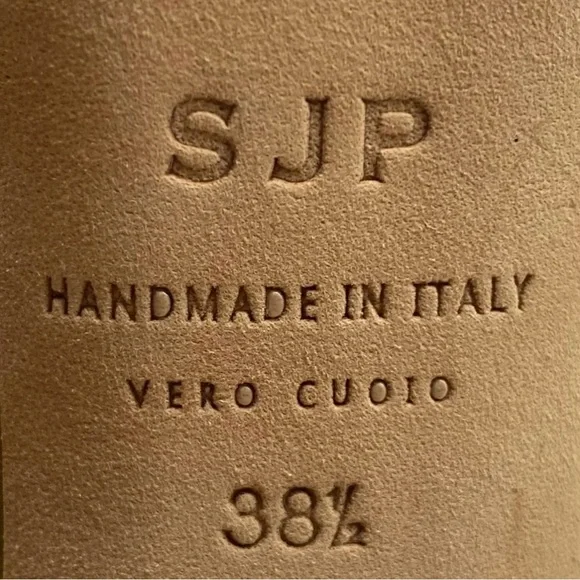 SJP
HANDMADE IN ITALY
VERO CUOIO
38½